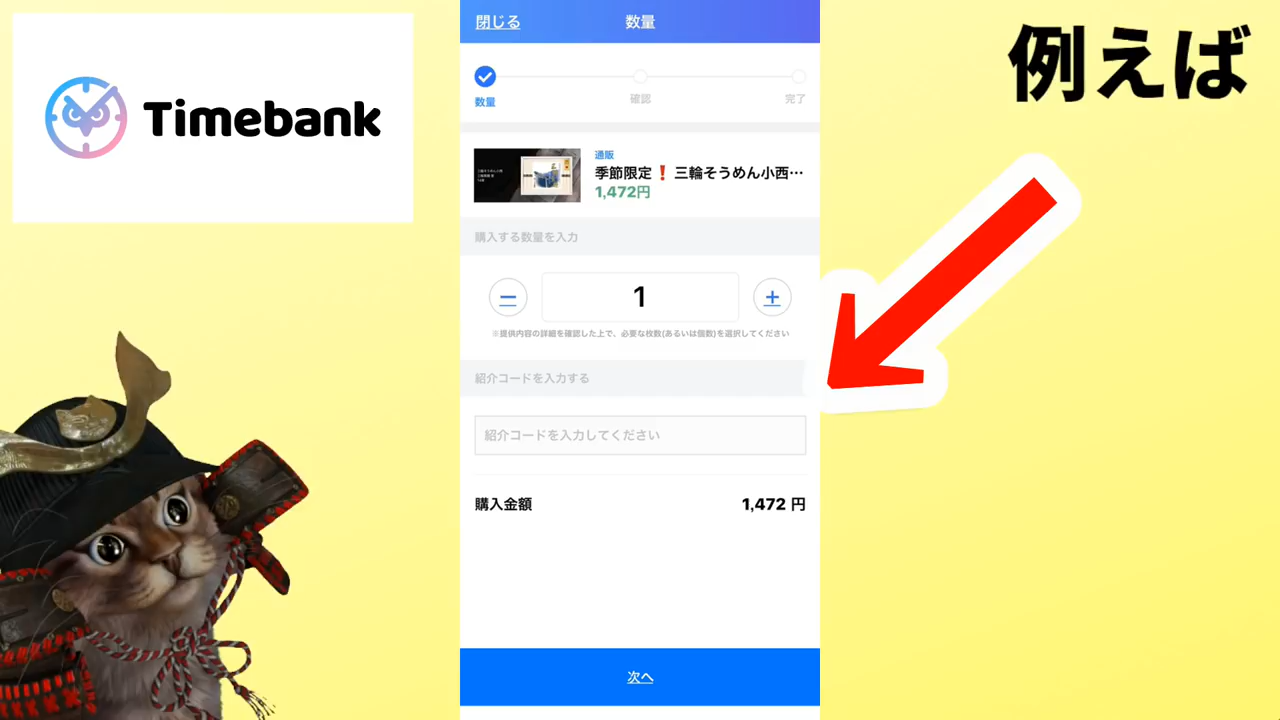 Timebank
例えば
閉じる
数量
数量
確認
完了
通販
季節限定❗三輪そうめん小西…
1,472円
購入する数量を入力
1
※提供内容の詳細を確認した上で、必要な枚数(あるいは個数)を選択してください
紹介コードを入力する
紹介コードを入力してください
購入金額
1,472 円
次へ